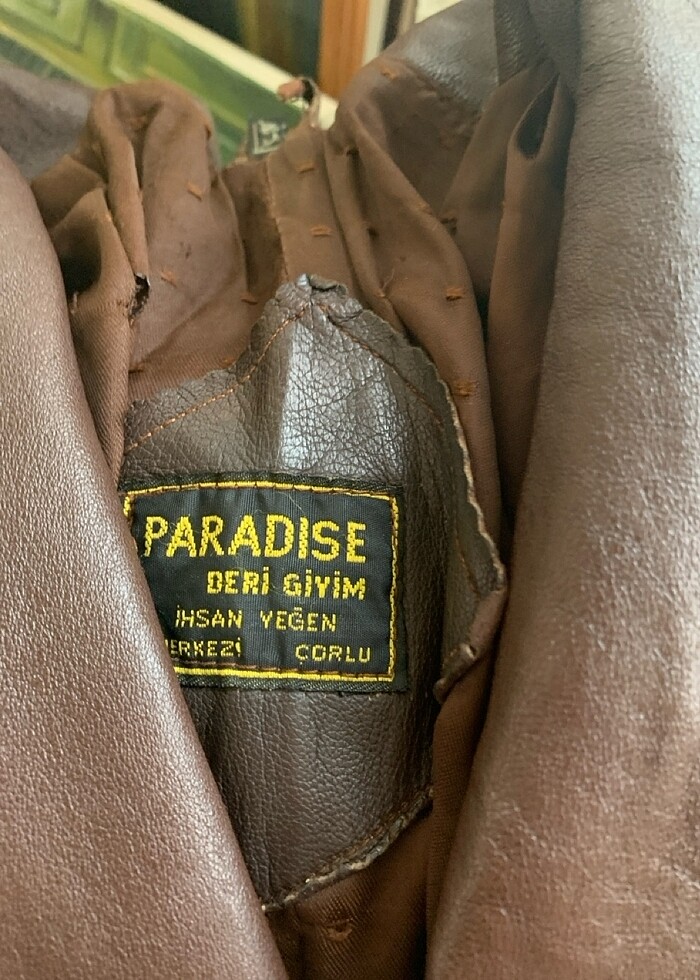 PARADISE
DERİ GİYİM
İHSAN YEĞEN
ERKEZİ ÇORLU